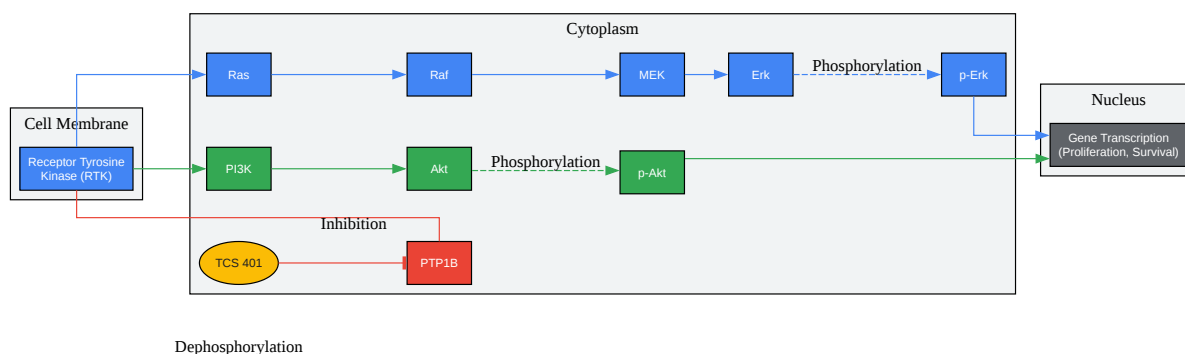 Cytoplasm
Ras
Raf
MEK
Erk
Phosphorylation
p-Erk
Cell Membrane
Receptor Tyrosine
Kinase (RTK)
Nucleus
Gene Transcription
(Proliferation, Survival)
PI3K
Akt
Phosphorylation
p-Akt
Inhibition
TCS 401
PTP1B
Dephosphorylation